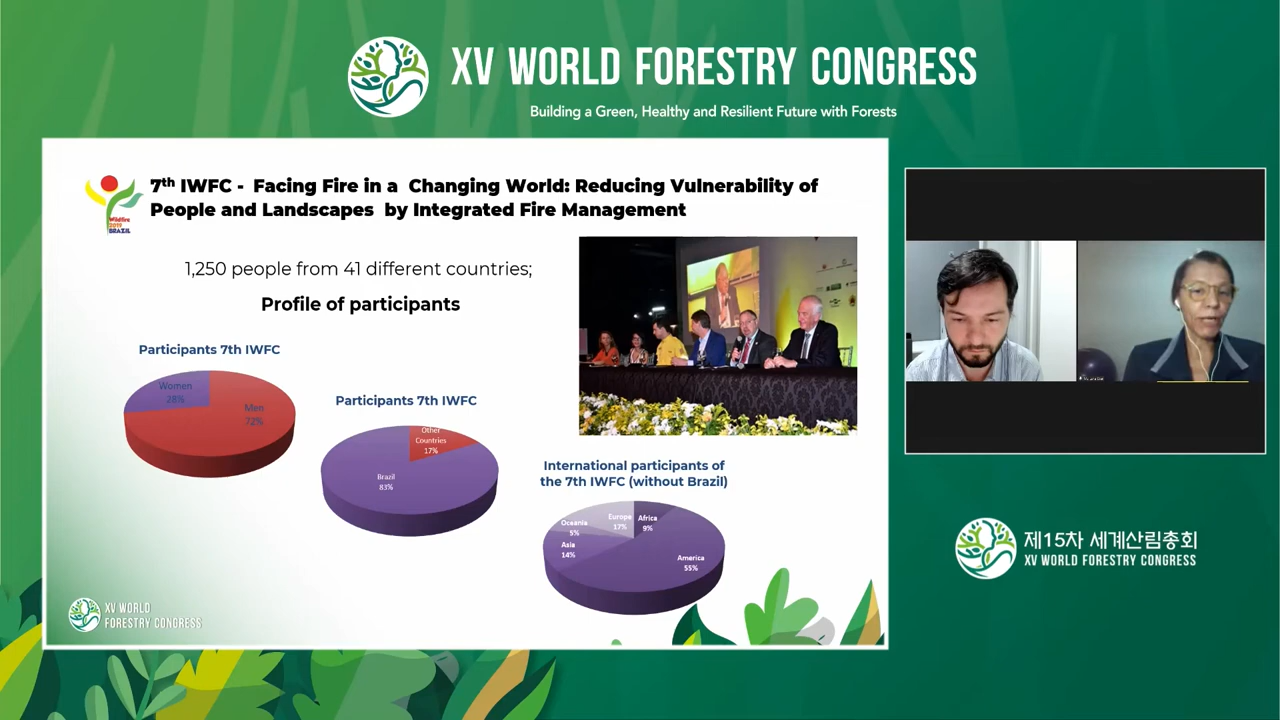 XV WORLD FORESTRY CONGRESS
Building a Green, Healthy and Resilient Future with Forests
7th IWFC - Facing Fire in a Changing World: Reducing Vulnerability of
People and Landscapes by Integrated Fire Management
Wildfire
2019
BRAZIL
1,250 people from 41 different countries;
Profile of participants
Participants 7th IWFC
Women
28%
Men
72%
Participants 7th IWFC
Other
Countries
17%
Brazil
83%
International participants of
the 7th IWFC (without Brazil)
Europe
17%
Africa
9%
Oceania
5%
Asia
14%
America
55%
XV WORLD
FORESTRY CONGRESS
제15차 세계산림총회
XV WORLD FORESTRY CONGRESS